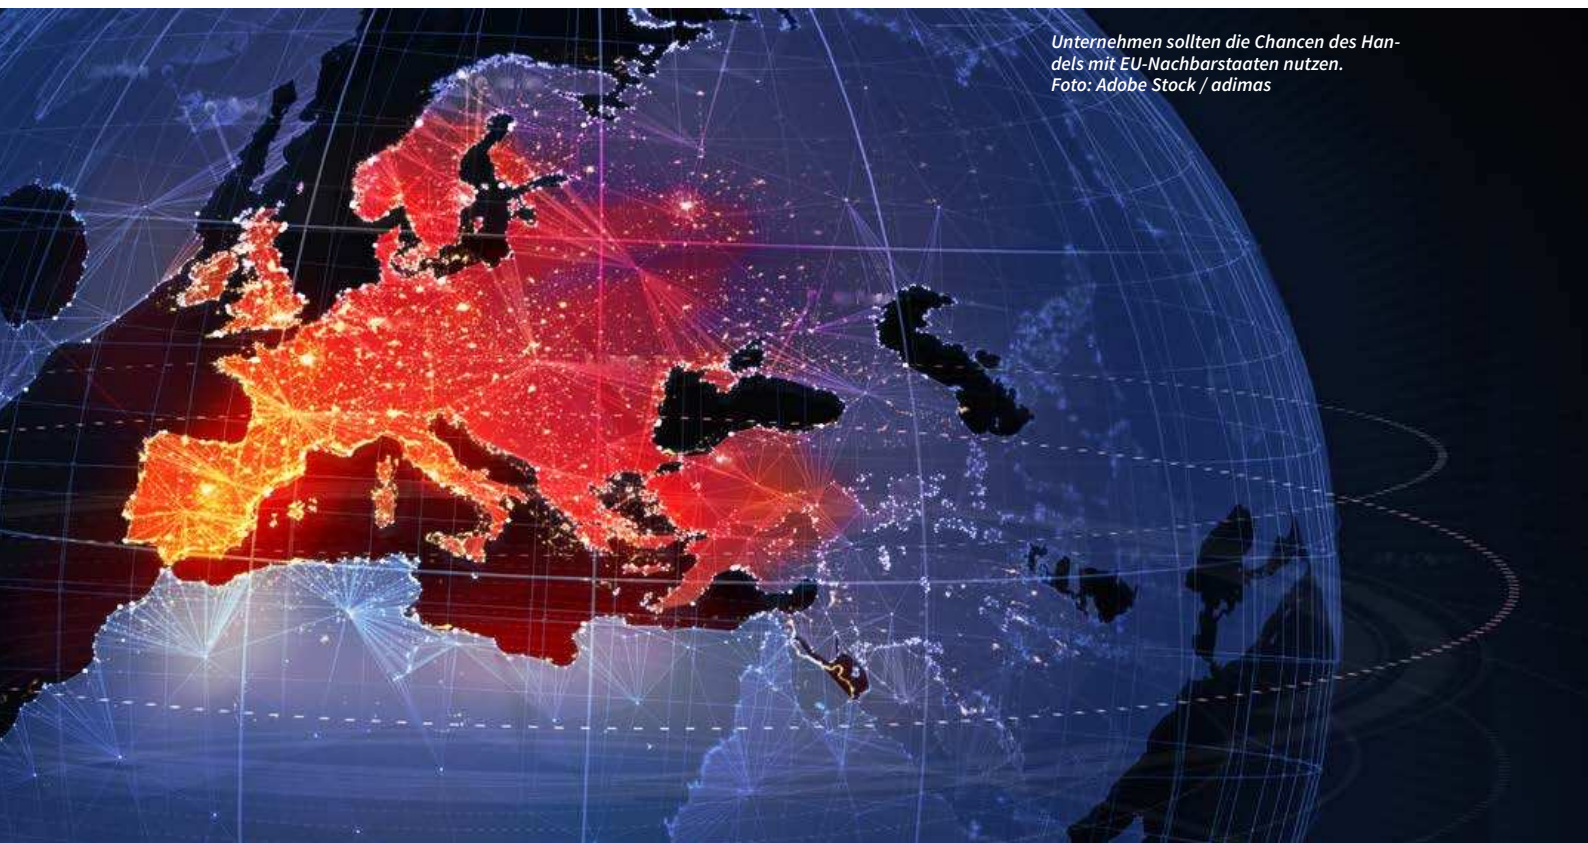 Unternehmen sollten die Chancen des Han-
dels mit EU-Nachbarstaaten nutzen.
Foto: Adobe Stock / adimas